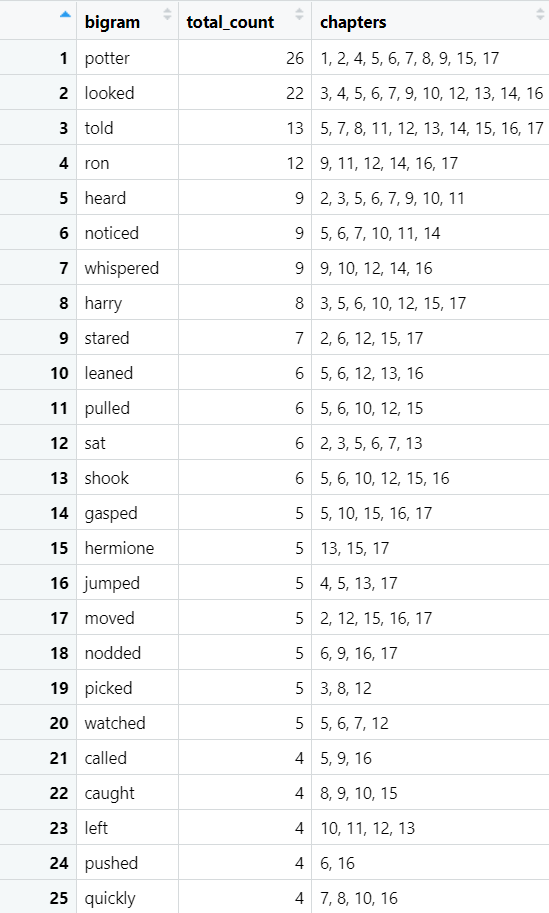 bigram total_count chapters
1 potter 26 1, 2, 4, 5, 6, 7, 8, 9, 15, 17
2 looked 22 3, 4, 5, 6, 7, 9, 10, 12, 13, 14, 16
3 told 13 5, 7, 8, 11, 12, 13, 14, 15, 16, 17
4 ron 12 9, 11, 12, 14, 16, 17
5 heard 9 2, 3, 5, 6, 7, 9, 10, 11
6 noticed 9 5, 6, 7, 10, 11, 14
7 whispered 9 9, 10, 12, 14, 16
8 harry 8 3, 5, 6, 10, 12, 15, 17
9 stared 7 2, 6, 12, 15, 17
10 leaned 6 5, 6, 12, 13, 16
11 pulled 6 5, 6, 10, 12, 15
12 sat 6 2, 3, 5, 6, 7, 13
13 shook 6 5, 6, 10, 12, 15, 16
14 gasped 5 5, 10, 15, 16, 17
15 hermione 5 13, 15, 17
16 jumped 5 4, 5, 13, 17
17 moved 5 2, 12, 15, 16, 17
18 nodded 5 6, 9, 16, 17
19 picked 5 3, 8, 12
20 watched 5 5, 6, 7, 12
21 called 4 5, 9, 16
22 caught 4 8, 9, 10, 15
23 left 4 10, 11, 12, 13
24 pushed 4 6, 16
25 quickly 4 7, 8, 10, 16